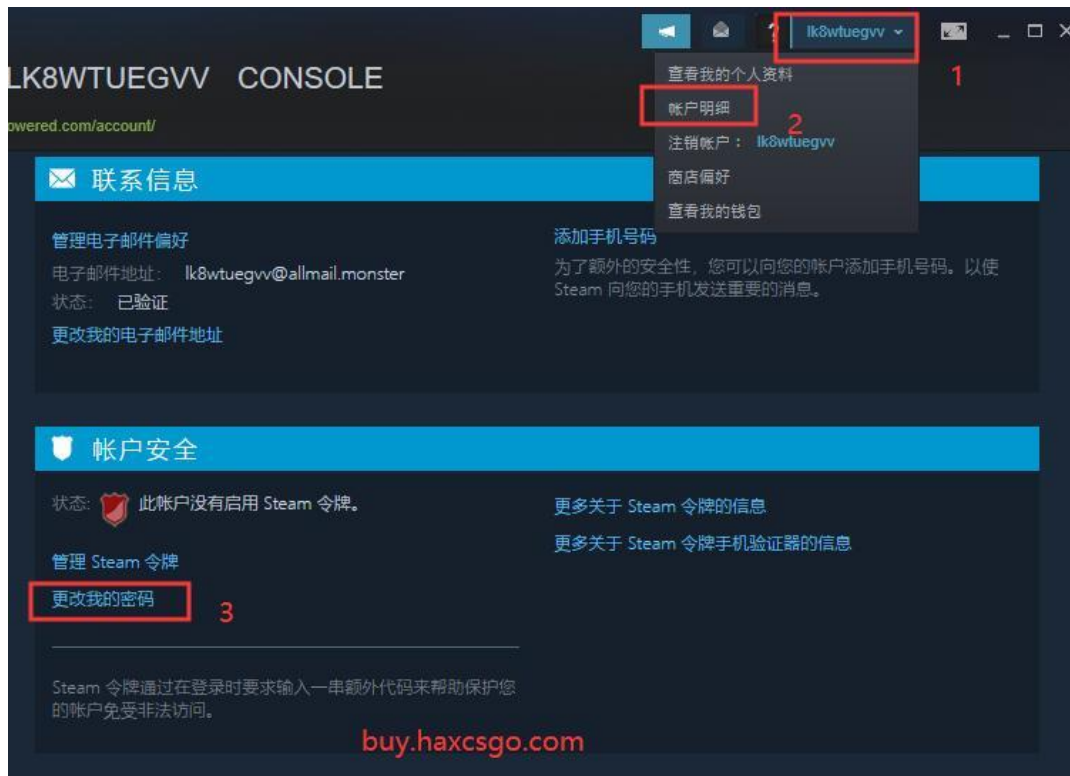 ? lk8wtuegvv
1
LK8WTUEGVV CONSOLE
查看我的个人资料
帐户明细
2
owered.com/account/
注销帐户： lk8wtuegvv
商店偏好
查看我的钱包
联系信息
管理电子邮件偏好
电子邮件地址: lk8wtuegvv@allmail.monster
状态: 已验证
更改我的电子邮件地址
添加手机号码
为了额外的安全性，您可以向您的帐户添加手机号码。以使
Steam 向您的手机发送重要的消息。
帐户安全
状态: 此帐户没有启用 Steam 令牌。
管理 Steam 令牌
更改我的密码
3
更多关于 Steam 令牌的信息
更多关于 Steam 令牌手机验证器的信息
Steam 令牌通过在登录时要求输入一串额外代码来帮助保护您
的帐户免受非法访问。
buy.haxcsgo.com